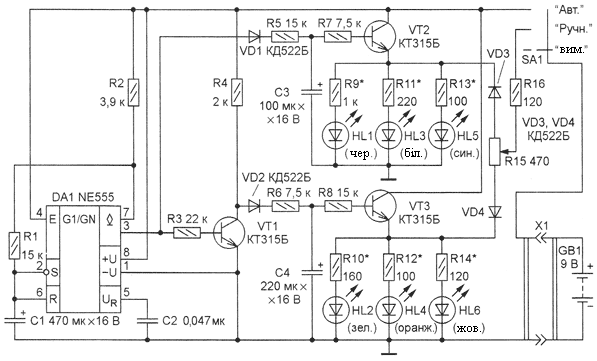 R5 15 к
R7 7,5 к
VT2
КТ315Б
"Авт."
"Ручн."
"вим."
SA1
VD1 КД522Б
R2
3,9 к
R4
2 к
C3
100 мк×
×16 В
R9*
1 к
R11*
220
R13*
100
VD3
R16
120
HL1
(чер.)
HL3
(біл.)
HL5
(син.)
VD3, VD4
КД522Б
R15 470
DA1 NE555
VD2 КД522Б
R6 7,5 к
R8 15 к
VT3
КТ315Б
VD4
4
E
G1/GN
7
3
R3 22 к
VT1
КТ315Б
R1
15 к
+U
8
2
S
−U
1
6
R
U_R
5
C4
220 мк×
×16 В
R10*
160
R12*
100
R14*
120
X1
GB1
9 В
HL2
(зел.)
HL4
(оранж.)
HL6
(жов.)
C1 470 мк×16 В
C2 0,047мк